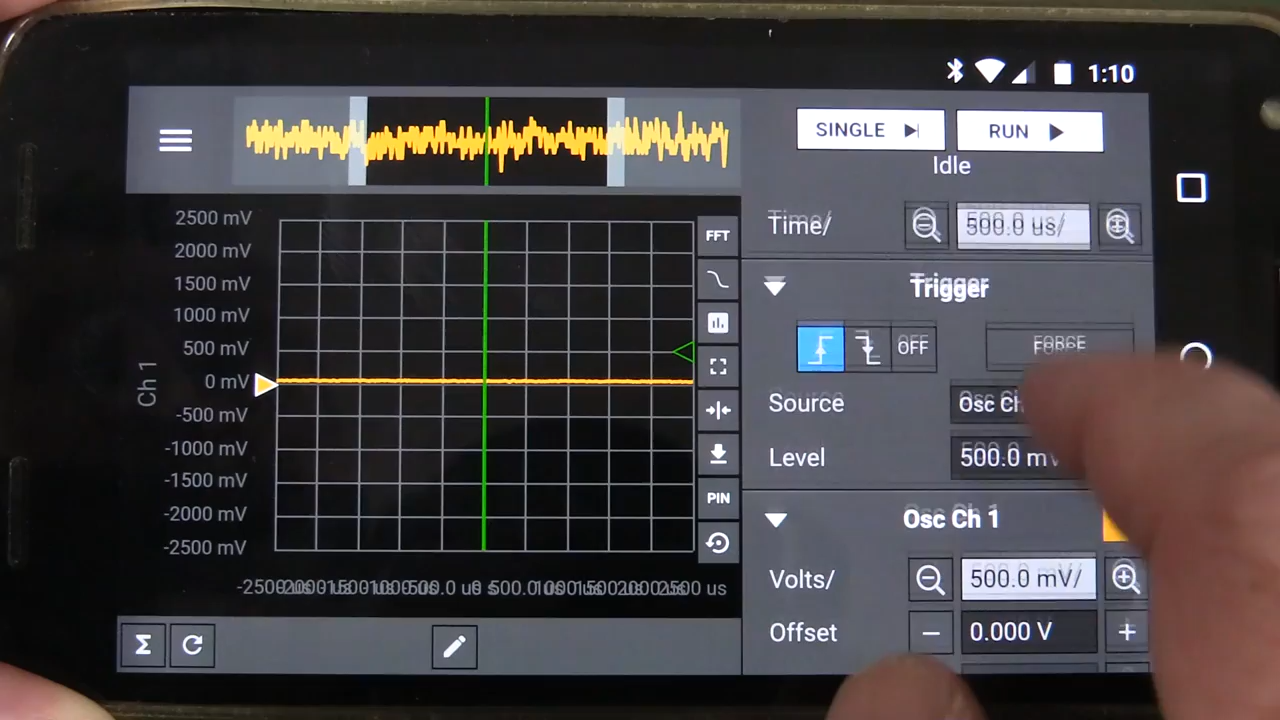 1:10
SINGLE
RUN
Idle
2500 mV
2000 mV
1500 mV
1000 mV
500 mV
0 mV
-500 mV
-1000 mV
-1500 mV
-2000 mV
-2500 mV
Ch 1
FFT
PIN
Time/
500.0 us/
Trigger
OFF
FORCE
Source
Osc Ch
Level
500.0 mV
Osc Ch 1
Volts/
500.0 mV/
Offset
0.000 V
Σ